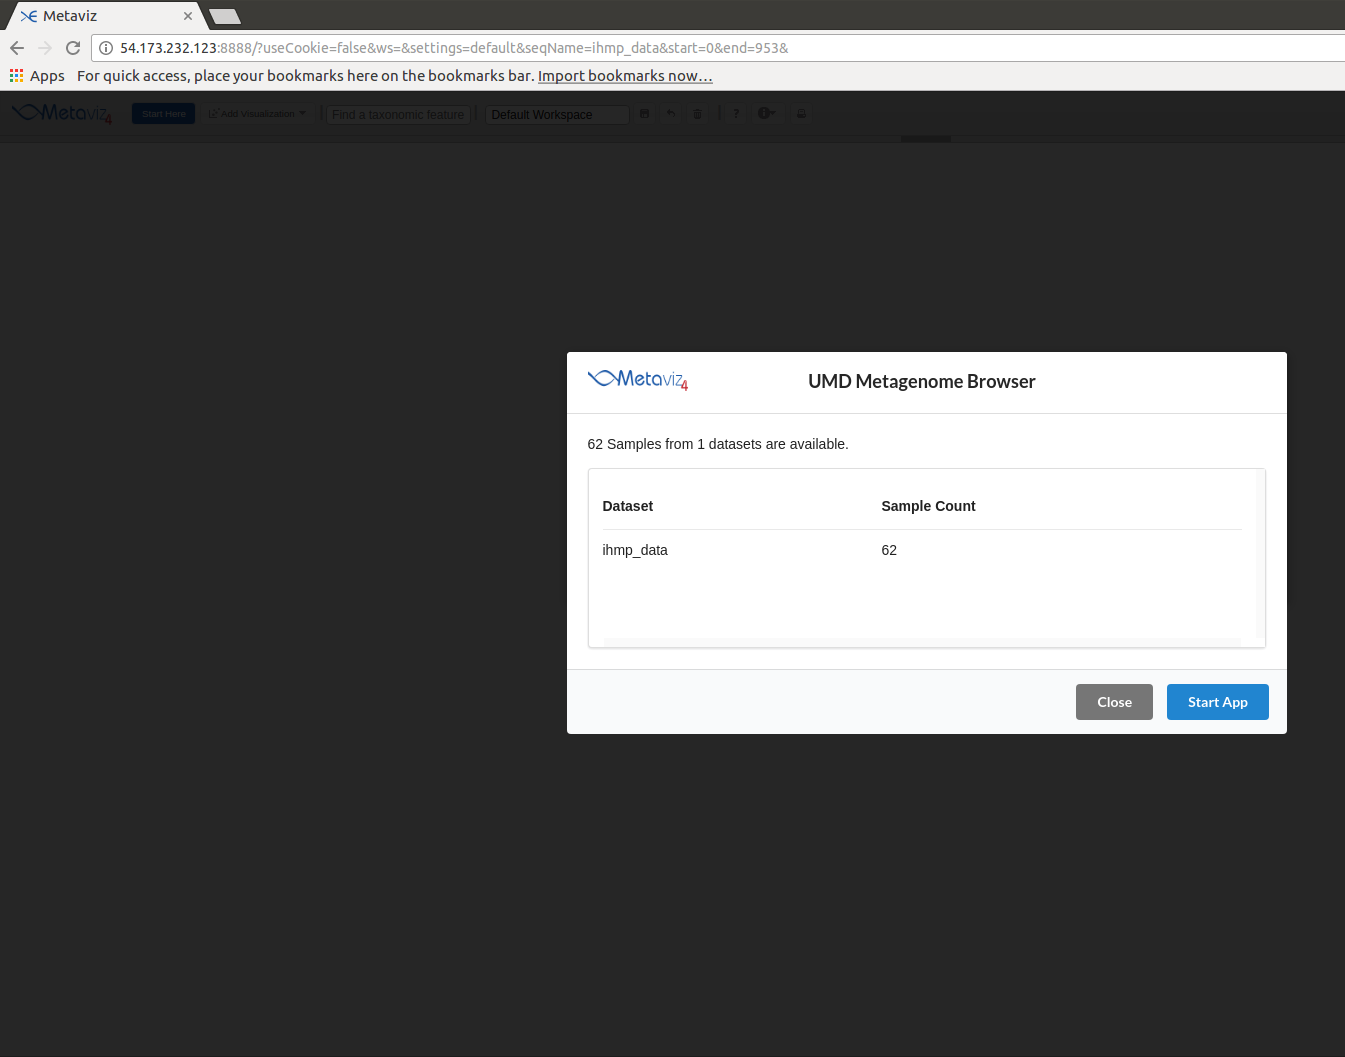 Metaviz
54.173.232.123:8888/?useCookie=false&ws=&settings=default&seqName=ihmp_data&start=0&end=953&
Apps For quick access, place your bookmarks here on the bookmarks bar. Import bookmarks now...
Metaviz4 Start Here Add Visualization Find a taxonomic feature Default Workspace ?
Metaviz4 UMD Metagenome Browser
62 Samples from 1 datasets are available.
Dataset Sample Count
ihmp_data 62
Close Start App